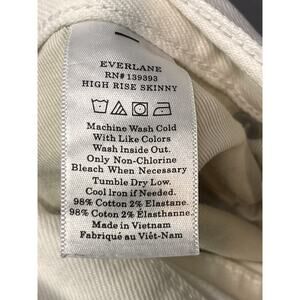 EVERLANE
RN# 139393
HIGH RISE SKINNY
Machine Wash Cold
With Like Colors
Wash Inside Out.
Only Non-Chlorine
Bleach When Necessary
Tumble Dry Low.
Cool Iron if Needed.
98% Cotton 2% Elastane.
98% Coton 2% Élasthanne.
Made in Vietnam
Fabriqué au Viêt-Nam